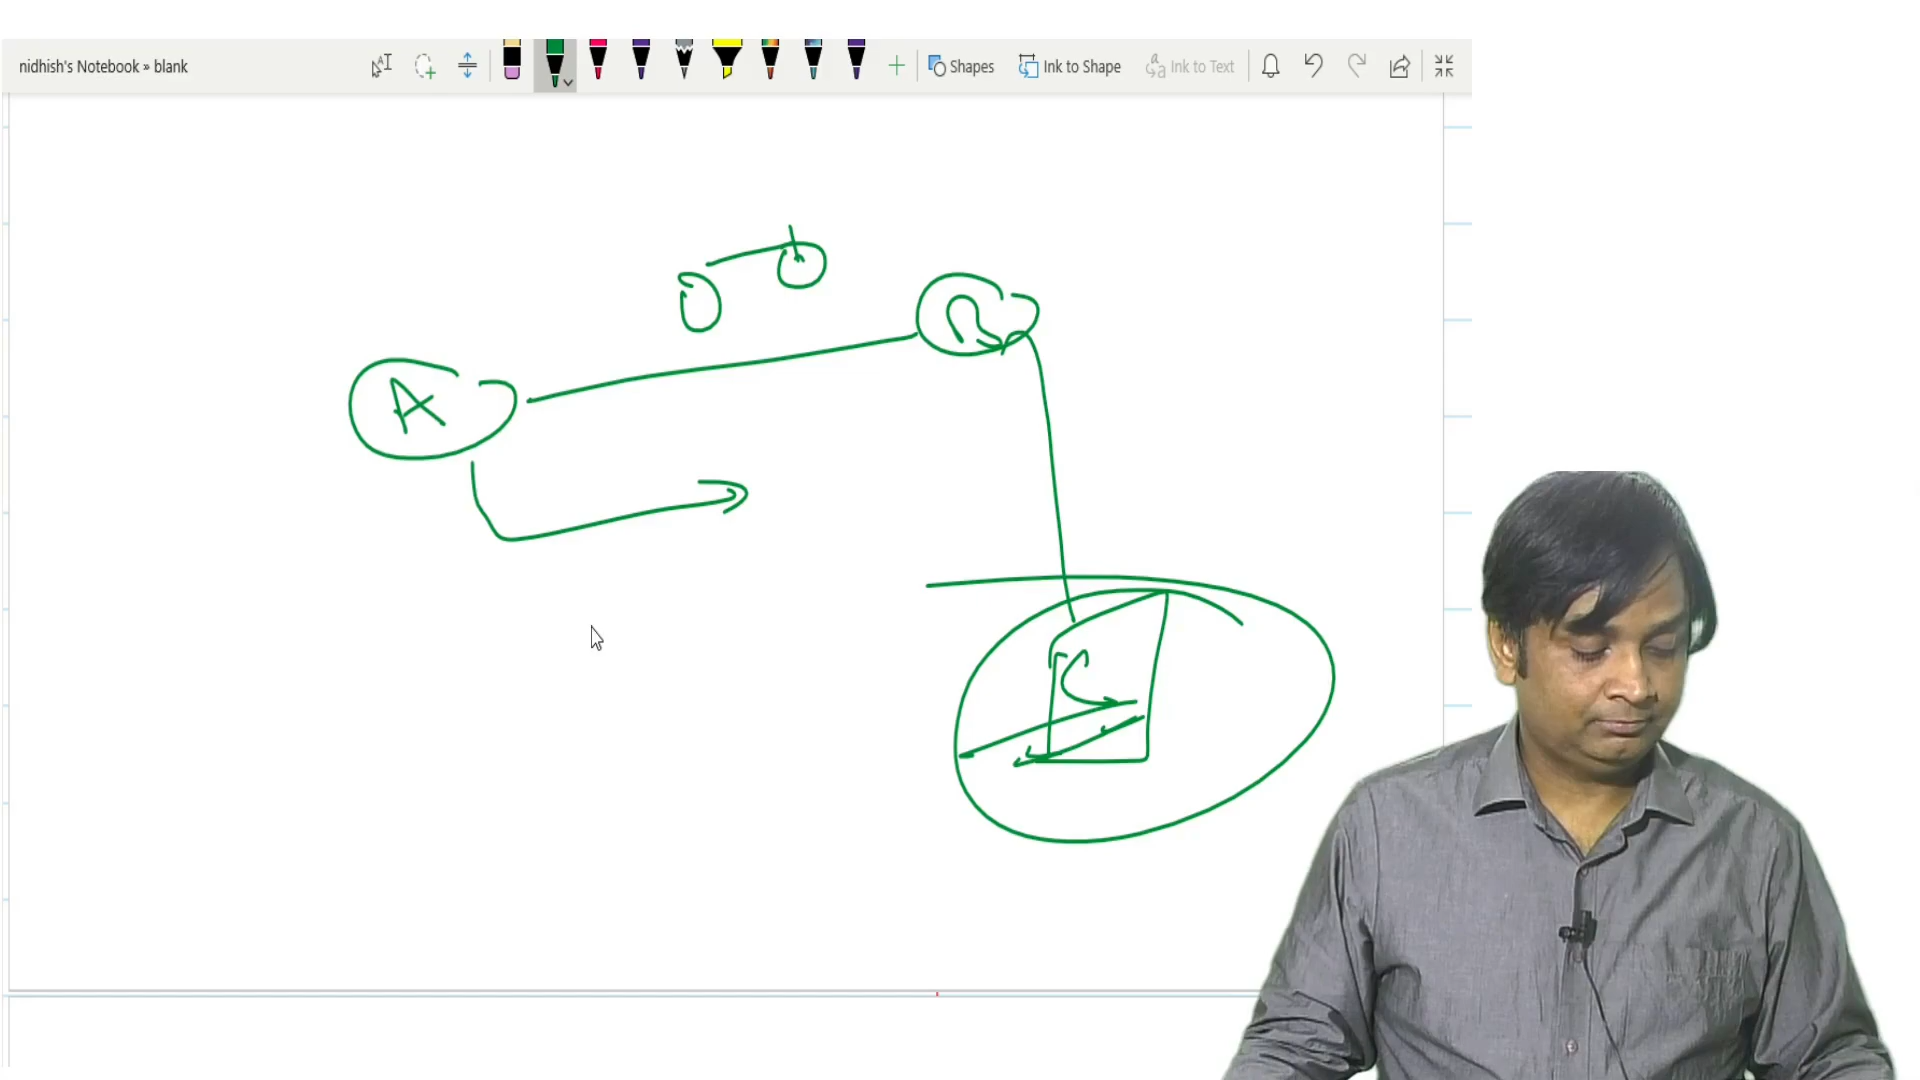 nidhish's Notebook » blank
Shapes
Ink to Shape
Ink to Text
A
B
C